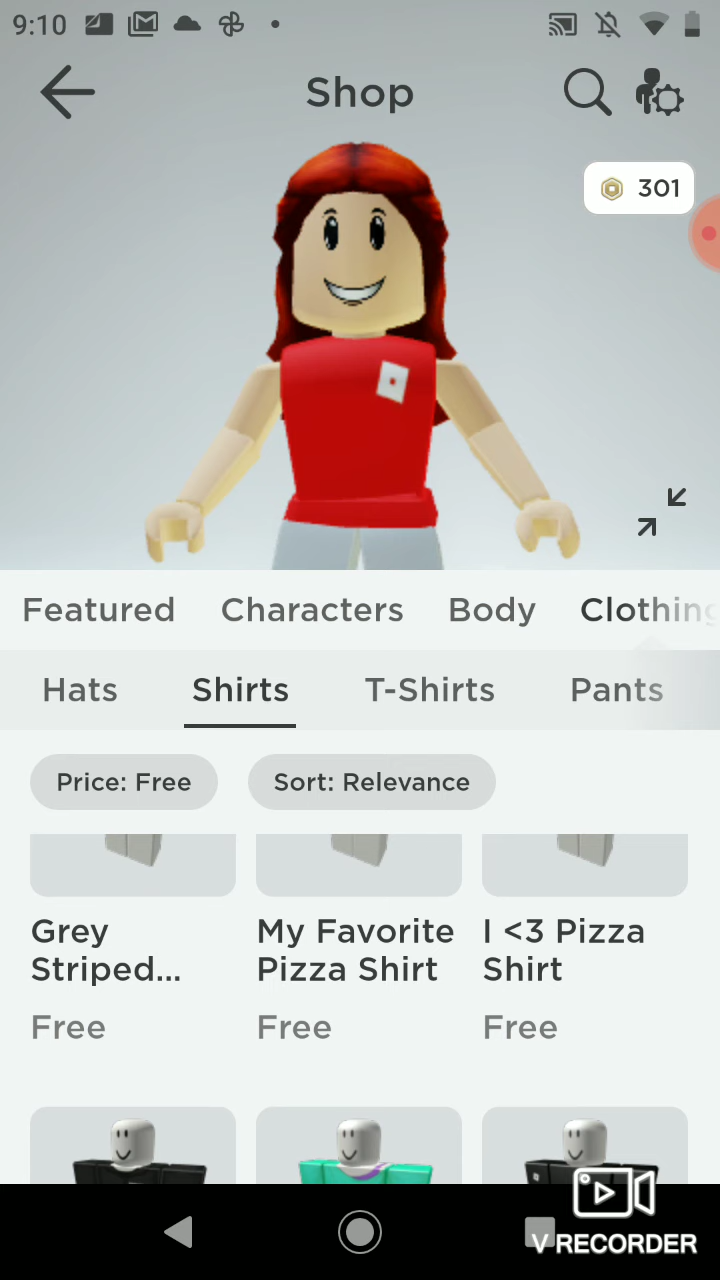 9:10
Shop
301
Featured Characters Body Clothing
Hats Shirts T-Shirts Pants
Price: Free Sort: Relevance
Grey Striped...
My Favorite Pizza Shirt
I <3 Pizza Shirt
Free Free Free
V RECORDER